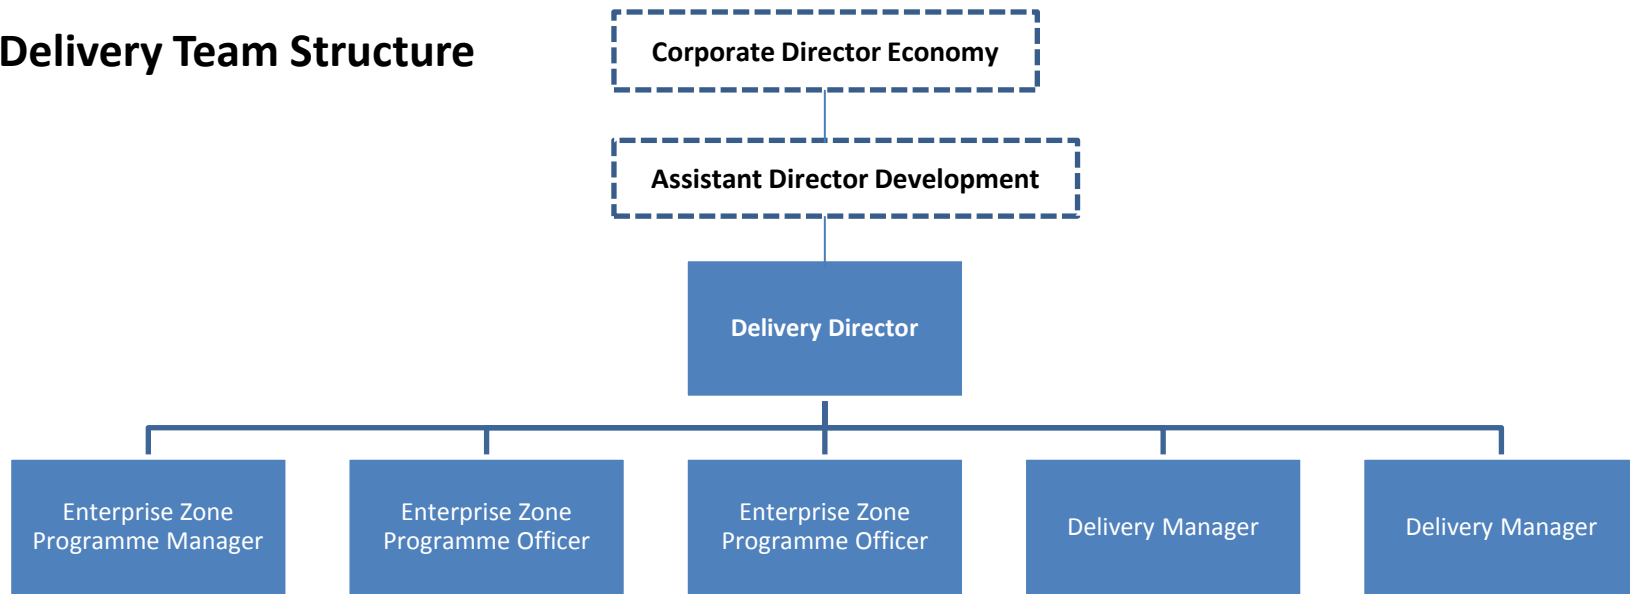 Delivery Team Structure
Corporate Director Economy
Assistant Director Development
Delivery Director
Enterprise Zone
Programme Manager
Enterprise Zone
Programme Officer
Enterprise Zone
Programme Officer
Delivery Manager
Delivery Manager